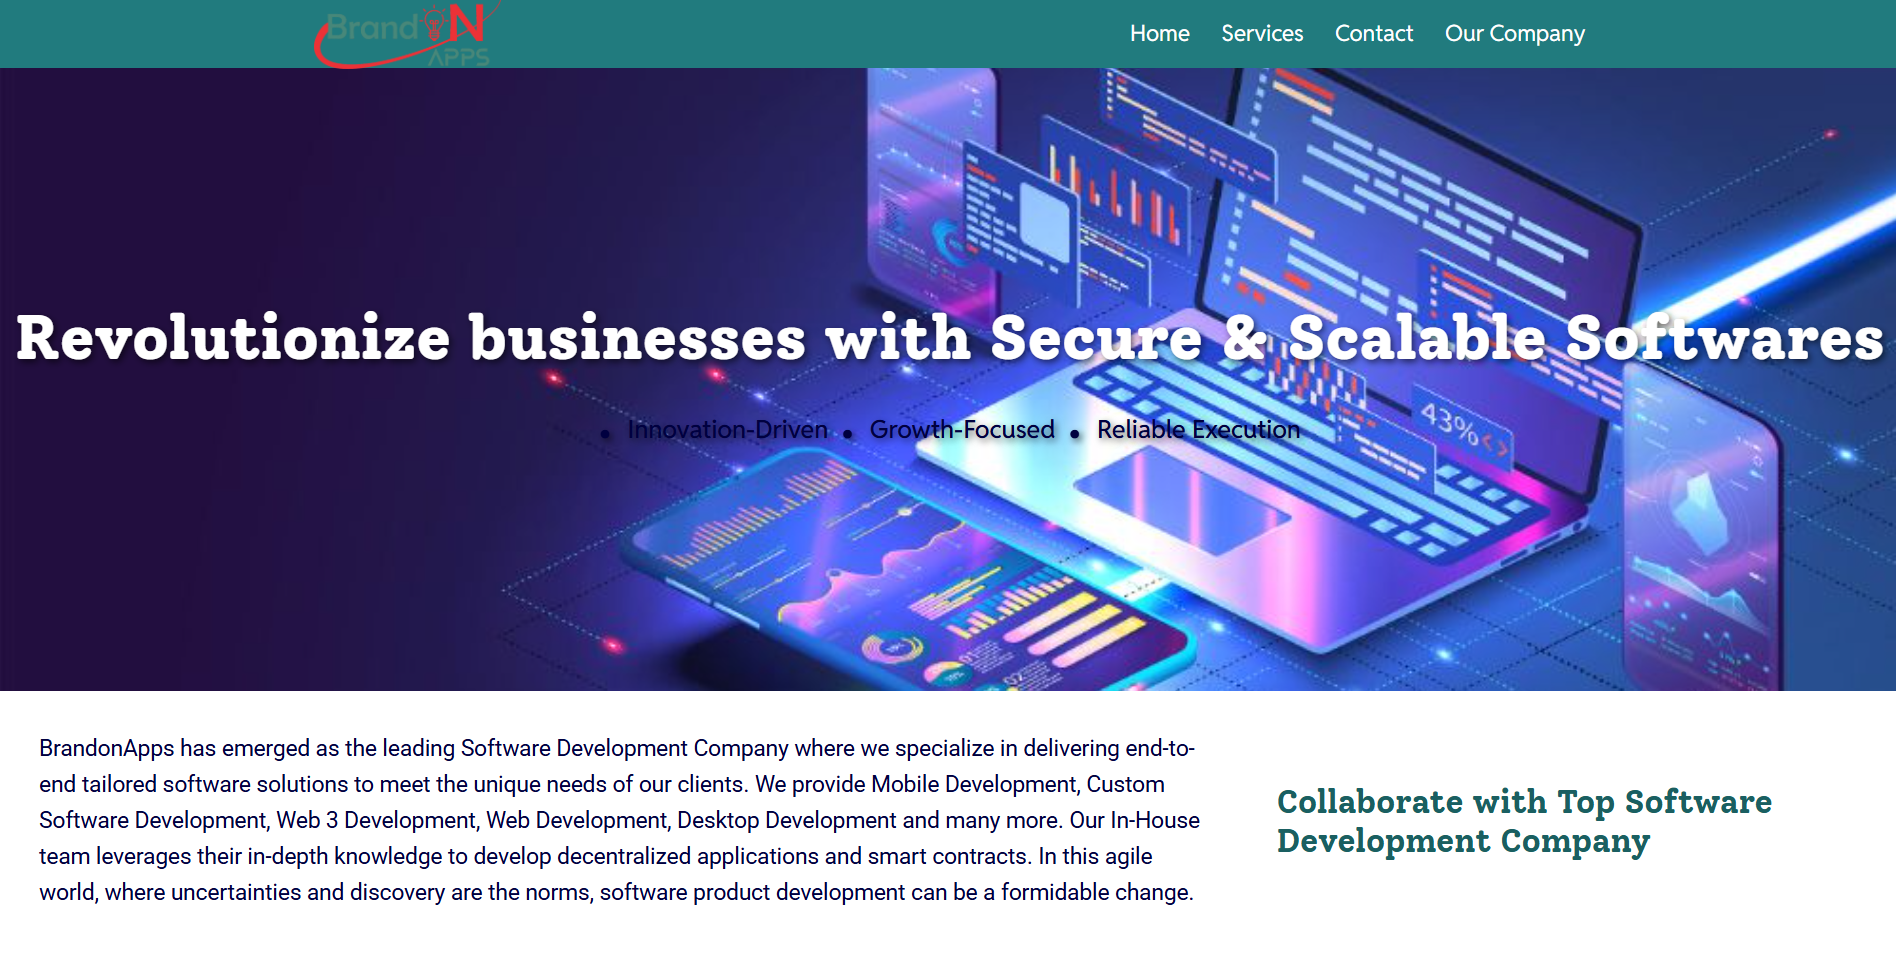 BrandON
APPS
Home Services Contact Our Company
Revolutionize businesses with Secure & Scalable Softwares
• Innovation-Driven • Growth-Focused • Reliable Execution
43%<>
BrandonApps has emerged as the leading Software Development Company where we specialize in delivering end-to-
end tailored software solutions to meet the unique needs of our clients. We provide Mobile Development, Custom
Software Development, Web 3 Development, Web Development, Desktop Development and many more. Our In-House
team leverages their in-depth knowledge to develop decentralized applications and smart contracts. In this agile
world, where uncertainties and discovery are the norms, software product development can be a formidable change.
Collaborate with Top Software
Development Company